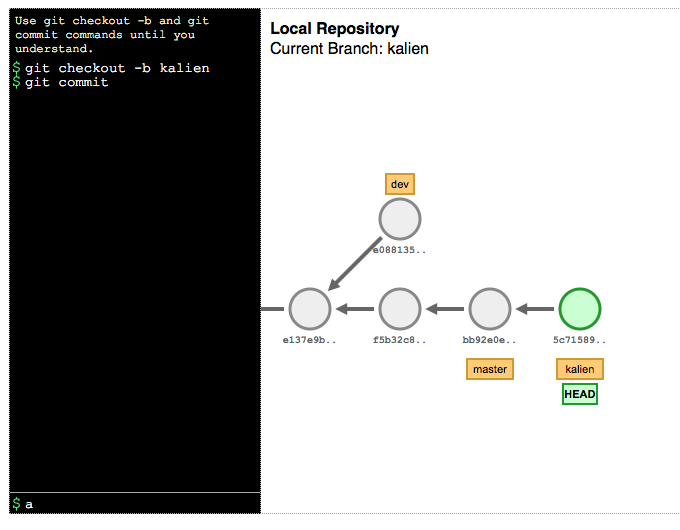 Use git checkout -b and git
commit commands until you
understand.
$ git checkout -b kalien
$ git commit
$ a
Local Repository
Current Branch: kalien
dev
e088135..
e137e9b..
f5b32c8..
bb92e0e..
5c71589..
master
kalien
HEAD